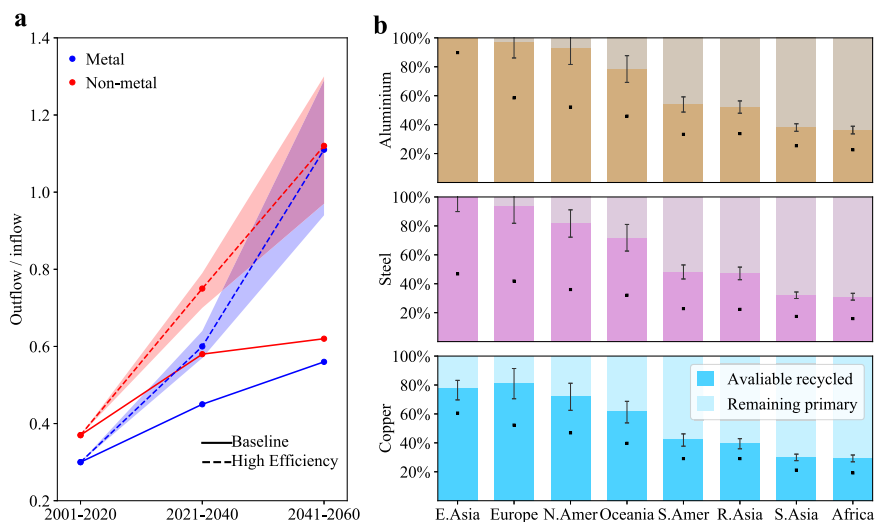 a
Outflow / inflow
1.4
1.2
1.0
0.8
0.6
0.4
0.2
Metal
Non-metal
Baseline
High Efficiency
2001-2020
2021-2040
2041-2060
b
Aluminium
100%
80%
60%
40%
20%
Steel
100%
80%
60%
40%
20%
Copper
100%
80%
60%
40%
20%
Avaliable recycled
Remaining primary
E.Asia
Europe
N.Amer
Oceania
S.Amer
R.Asia
S.Asia
Africa